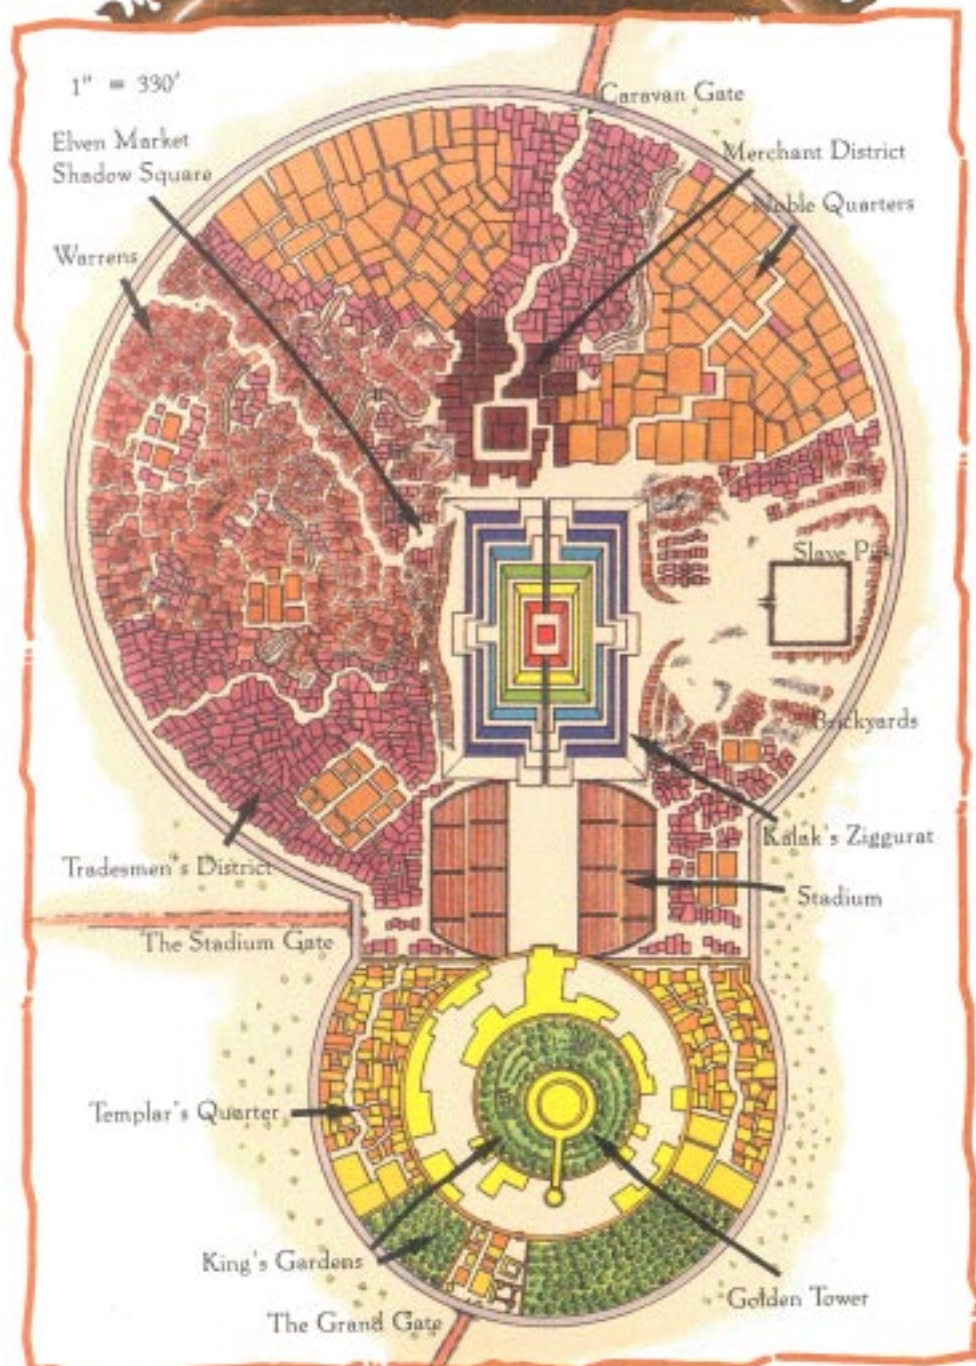 1" = 330'
Caravan Gate
Elven Market
Shadow Square
Merchant District
Noble Quarters
Warrens
Slave Pits
Brickyards
Kalak's Ziggurat
Tradesmen's District
Stadium
The Stadium Gate
Templar's Quarter
King's Gardens
Golden Tower
The Grand Gate